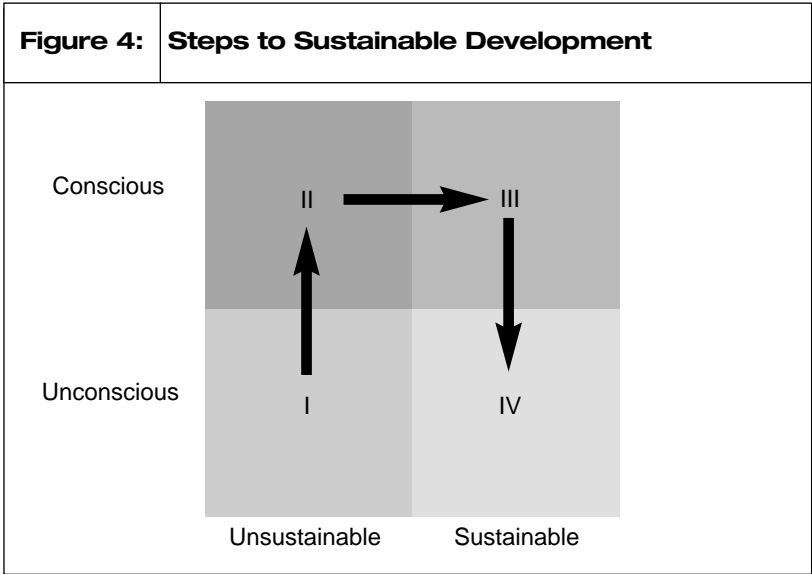 Figure 4: Steps to Sustainable Development
Conscious
II III
Unconscious
I IV
Unsustainable Sustainable